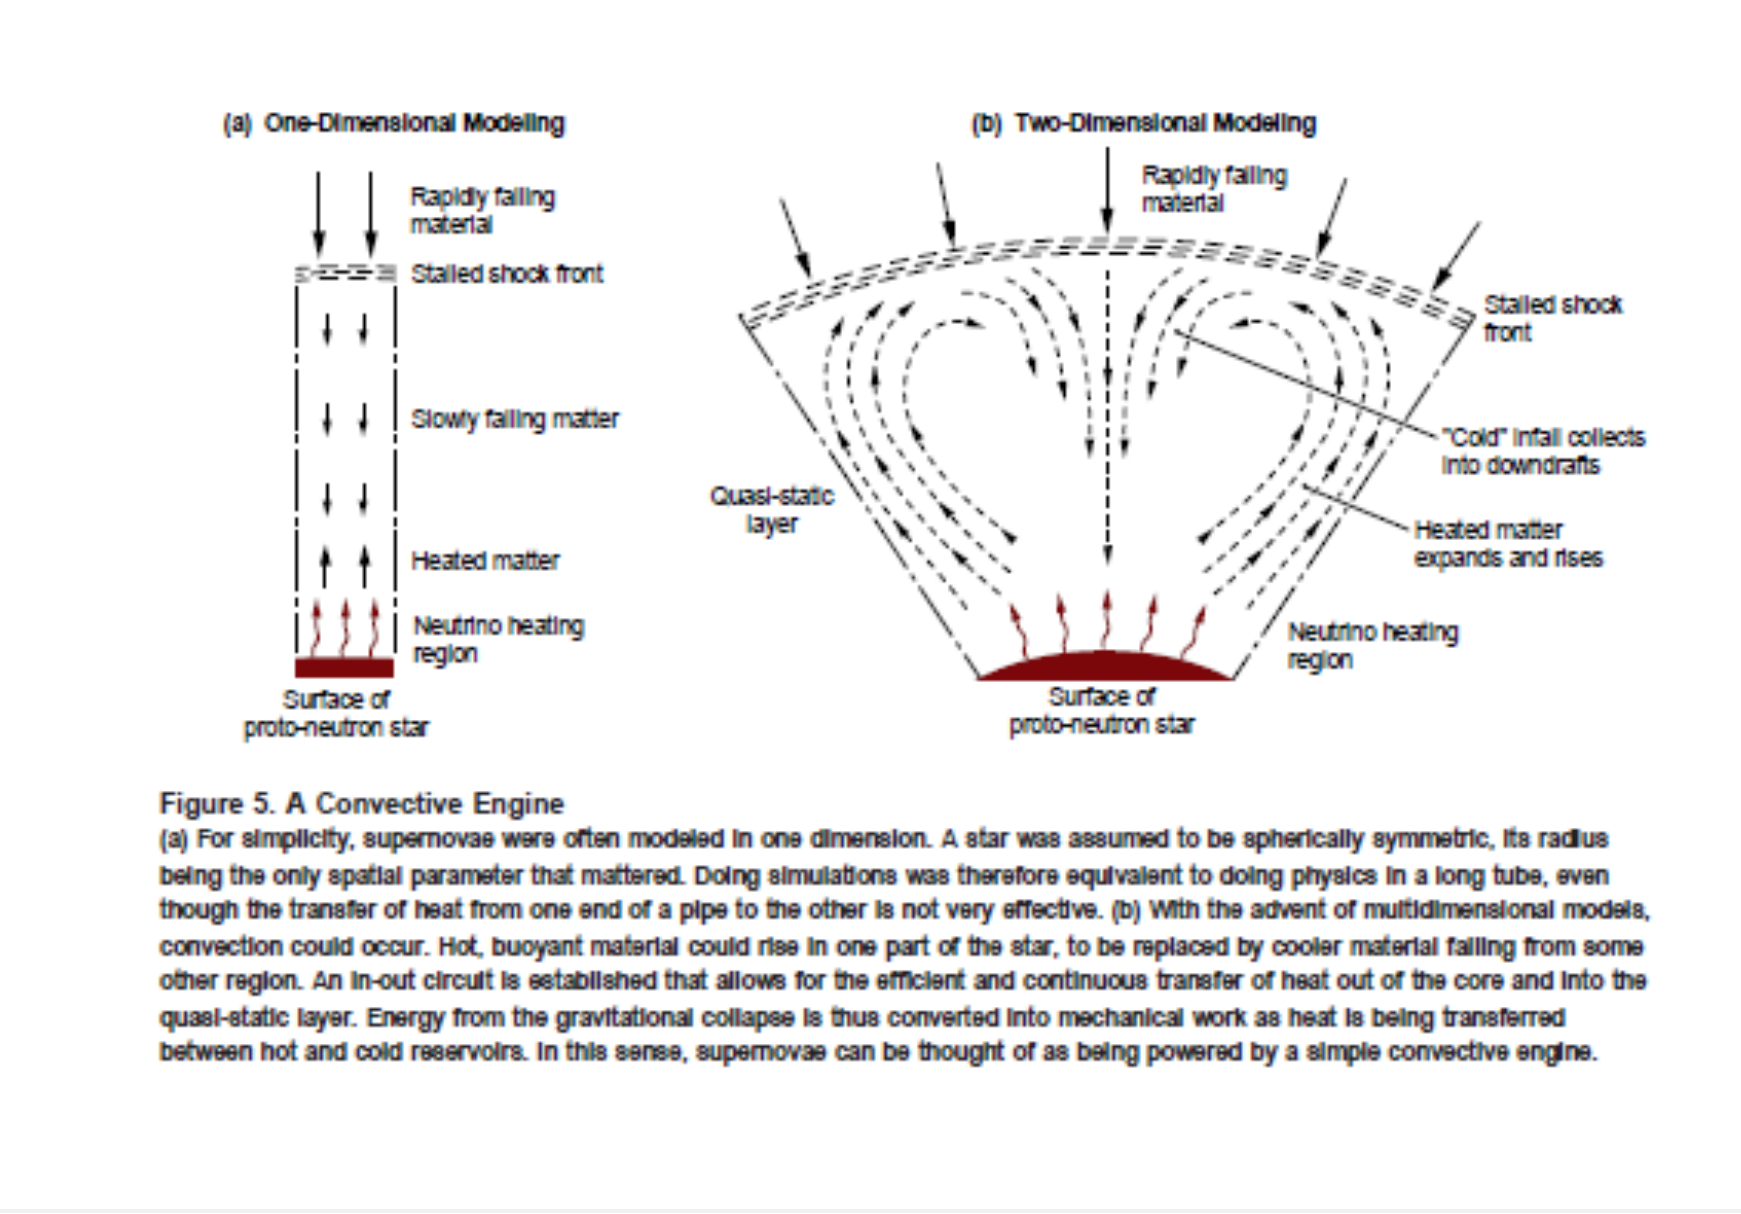 (a) One-Dimensional Modeling
Rapidly falling
material
Stalled shock front
Slowly falling matter
Heated matter
Neutrino heating
region
Surface of
proto-neutron star
(b) Two-Dimensional Modeling
Rapidly falling
material
Stalled shock
front
"Cold" infall collects
into downdrafts
Quasi-static
layer
Heated matter
expands and rises
Neutrino heating
region
Surface of
proto-neutron star
Figure 5. A Convective Engine
(a) For simplicity, supernovae were often modeled in one dimension. A star was assumed to be spherically symmetric, its radius
being the only spatial parameter that mattered. Doing simulations was therefore equivalent to doing physics in a long tube, even
though the transfer of heat from one end of a pipe to the other is not very effective. (b) With the advent of multidimensional models,
convection could occur. Hot, buoyant material could rise in one part of the star, to be replaced by cooler material falling from some
other region. An in-out circuit is established that allows for the efficient and continuous transfer of heat out of the core and into the
quasi-static layer. Energy from the gravitational collapse is thus converted into mechanical work as heat is being transferred
between hot and cold reservoirs. In this sense, supernovae can be thought of as being powered by a simple convective engine.